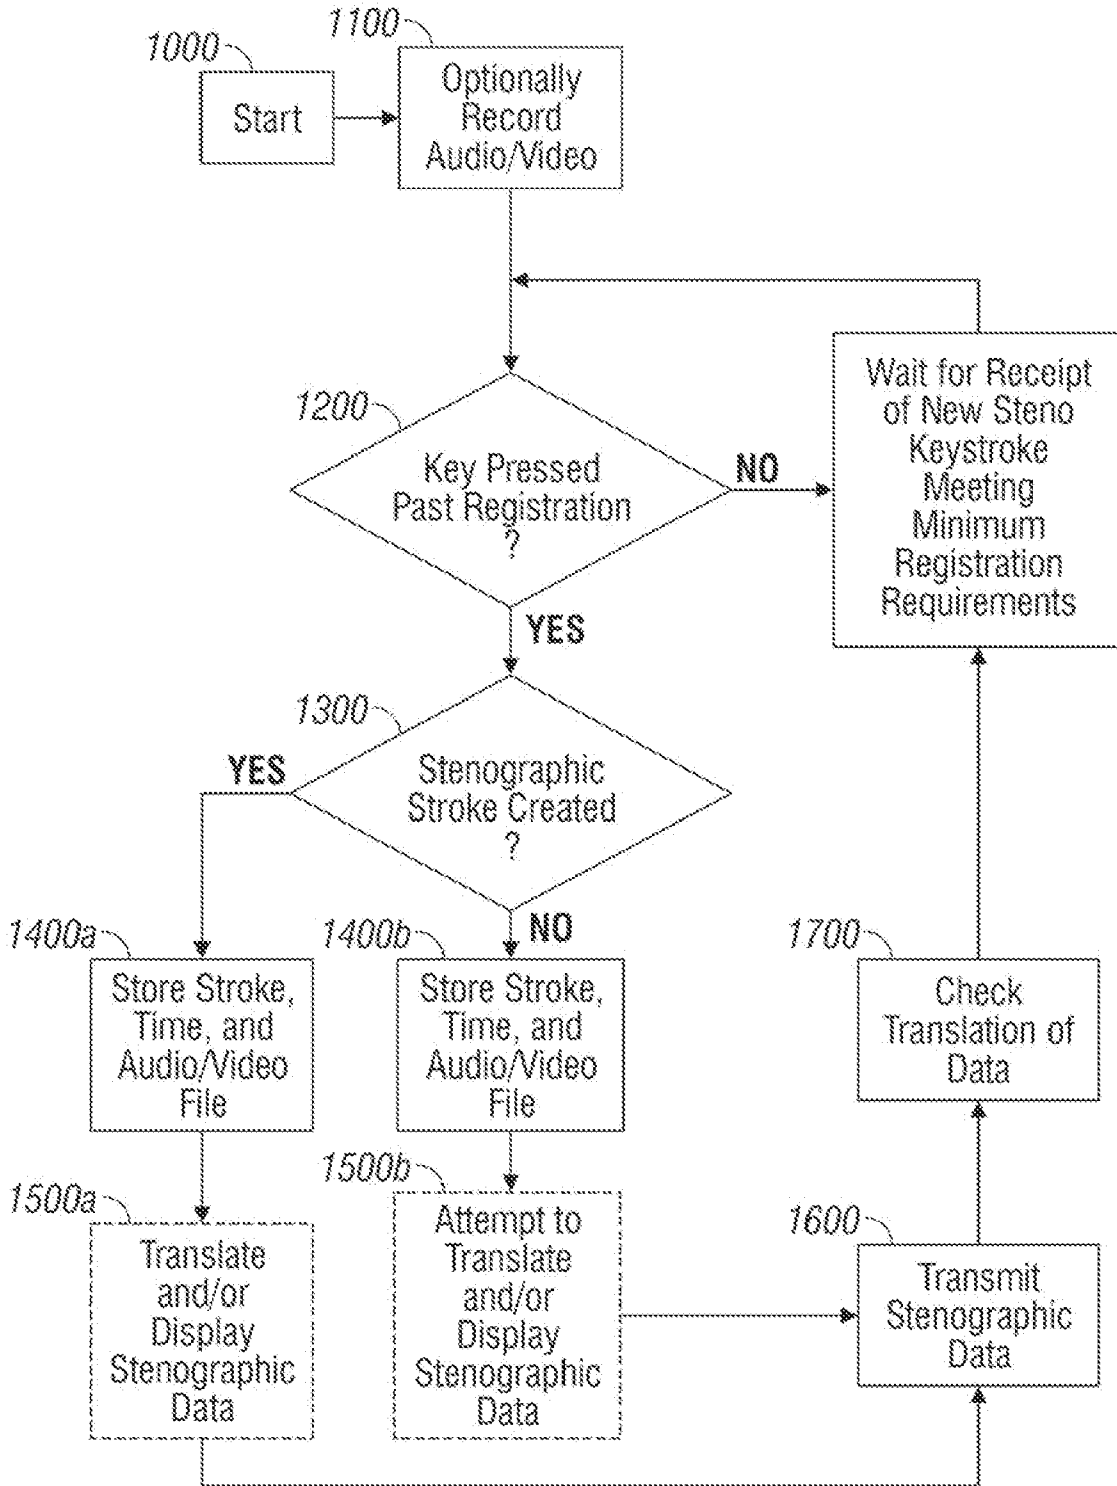 1000
Start
1100
Optionally
Record
Audio/Video
1200
Key Pressed
Past Registration
?
NO
Wait for Receipt
of New Steno
Keystroke
Meeting
Minimum
Registration
Requirements
YES
1300
Stenographic
Stroke Created
?
YES
NO
1400a
Store Stroke,
Time, and
Audio/Video
File
1400b
Store Stroke,
Time, and
Audio/Video
File
1500a
Translate
and/or
Display
Stenographic
Data
1500b
Attempt to
Translate
and/or
Display
Stenographic
Data
1600
Transmit
Stenographic
Data
1700
Check
Translation of
Data